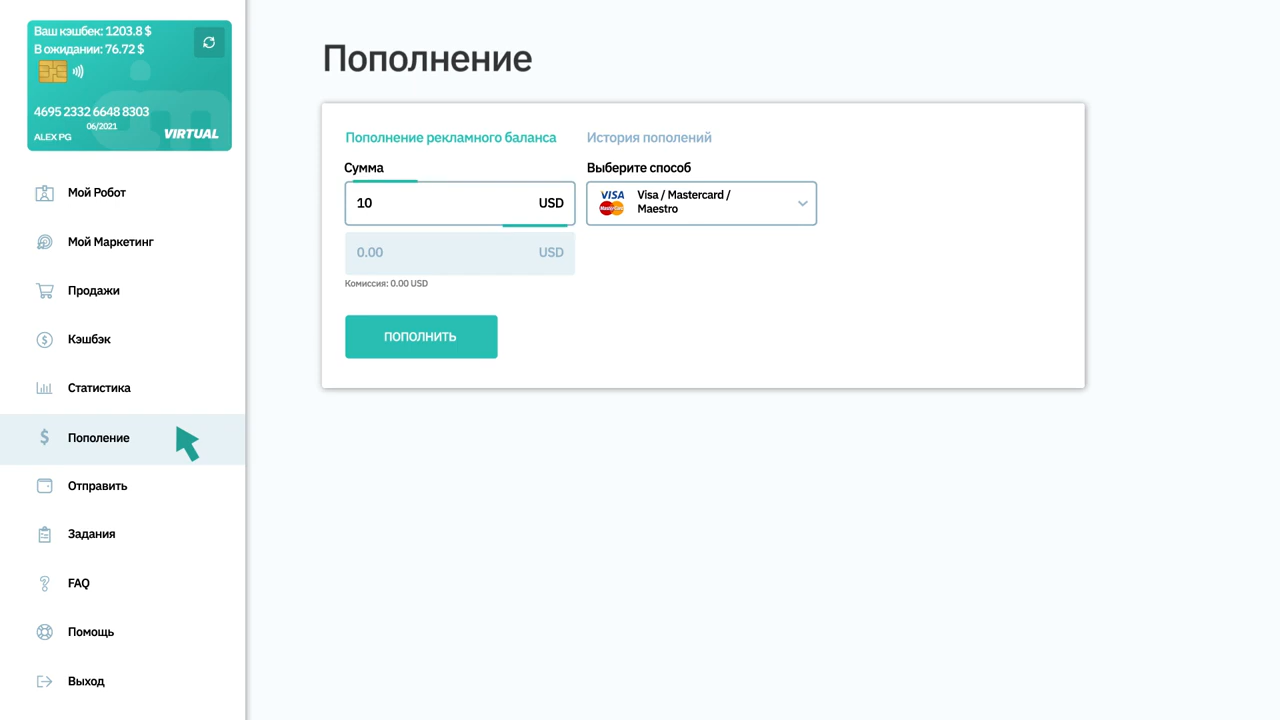 Ваш кэшбек: 1203.8 $
В ожидании: 76.72 $
4695 2332 6648 8303
06/2021
ALEX PG
VIRTUAL
Мой Робот
Мой Маркетинг
Продажи
Кэшбэк
Статистика
Пополение
Отправить
Задания
FAQ
Помощь
Выход
Пополнение
Пополнение рекламного баланса
История пополений
Сумма
Выберите способ
10 USD
VISA
MasterCard
Visa / Mastercard /
Maestro
0.00 USD
Комиссия: 0.00 USD
ПОПОЛНИТЬ